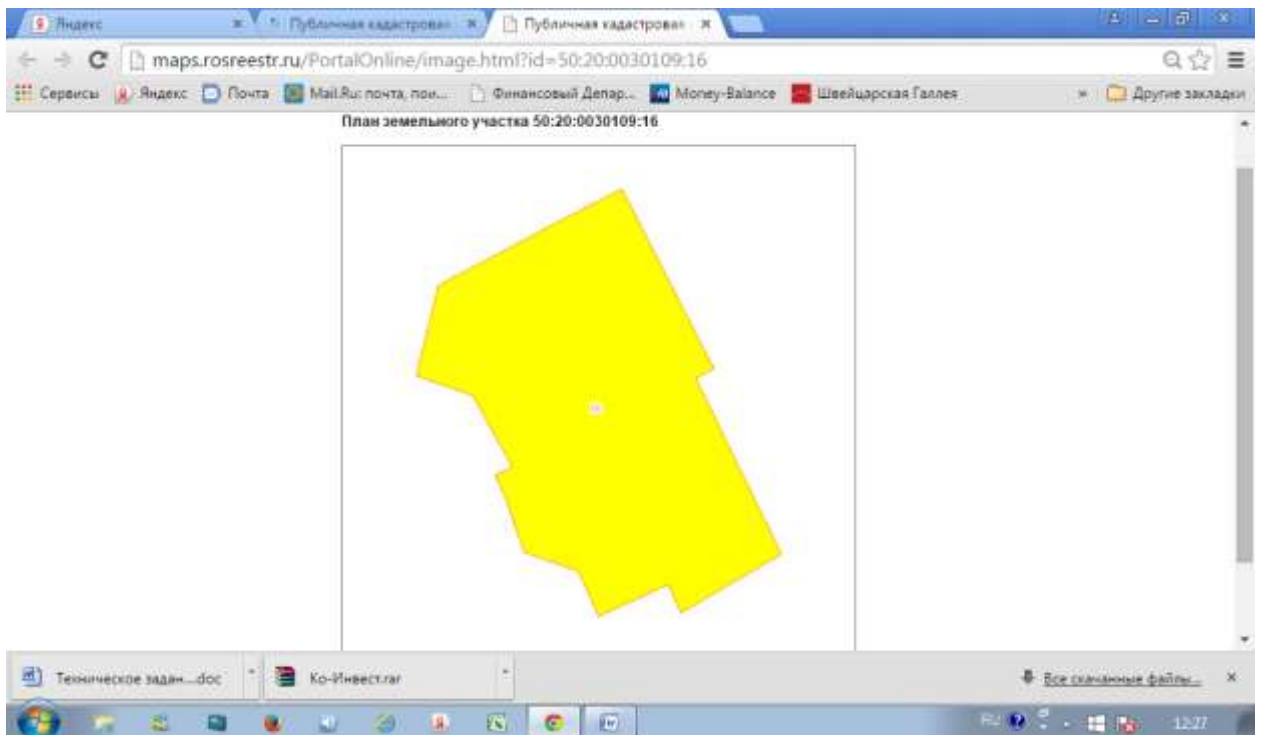 Яндекс
Публичная кадастровая
Публичная кадастровая
maps.rosreestr.ru/PortalOnline/image.html?id=50:20:0030109:16
Сервисы Яндекс Почта Mail.Ru: почта, пои... Финансовый Депар... Money-Balance Швейцарская Галлея » Другие закладки
План земельного участка 50:20:0030109:16
Техническое задан....doc Ко-Инвест.rar Все скачанные файлы...
RU 12:27